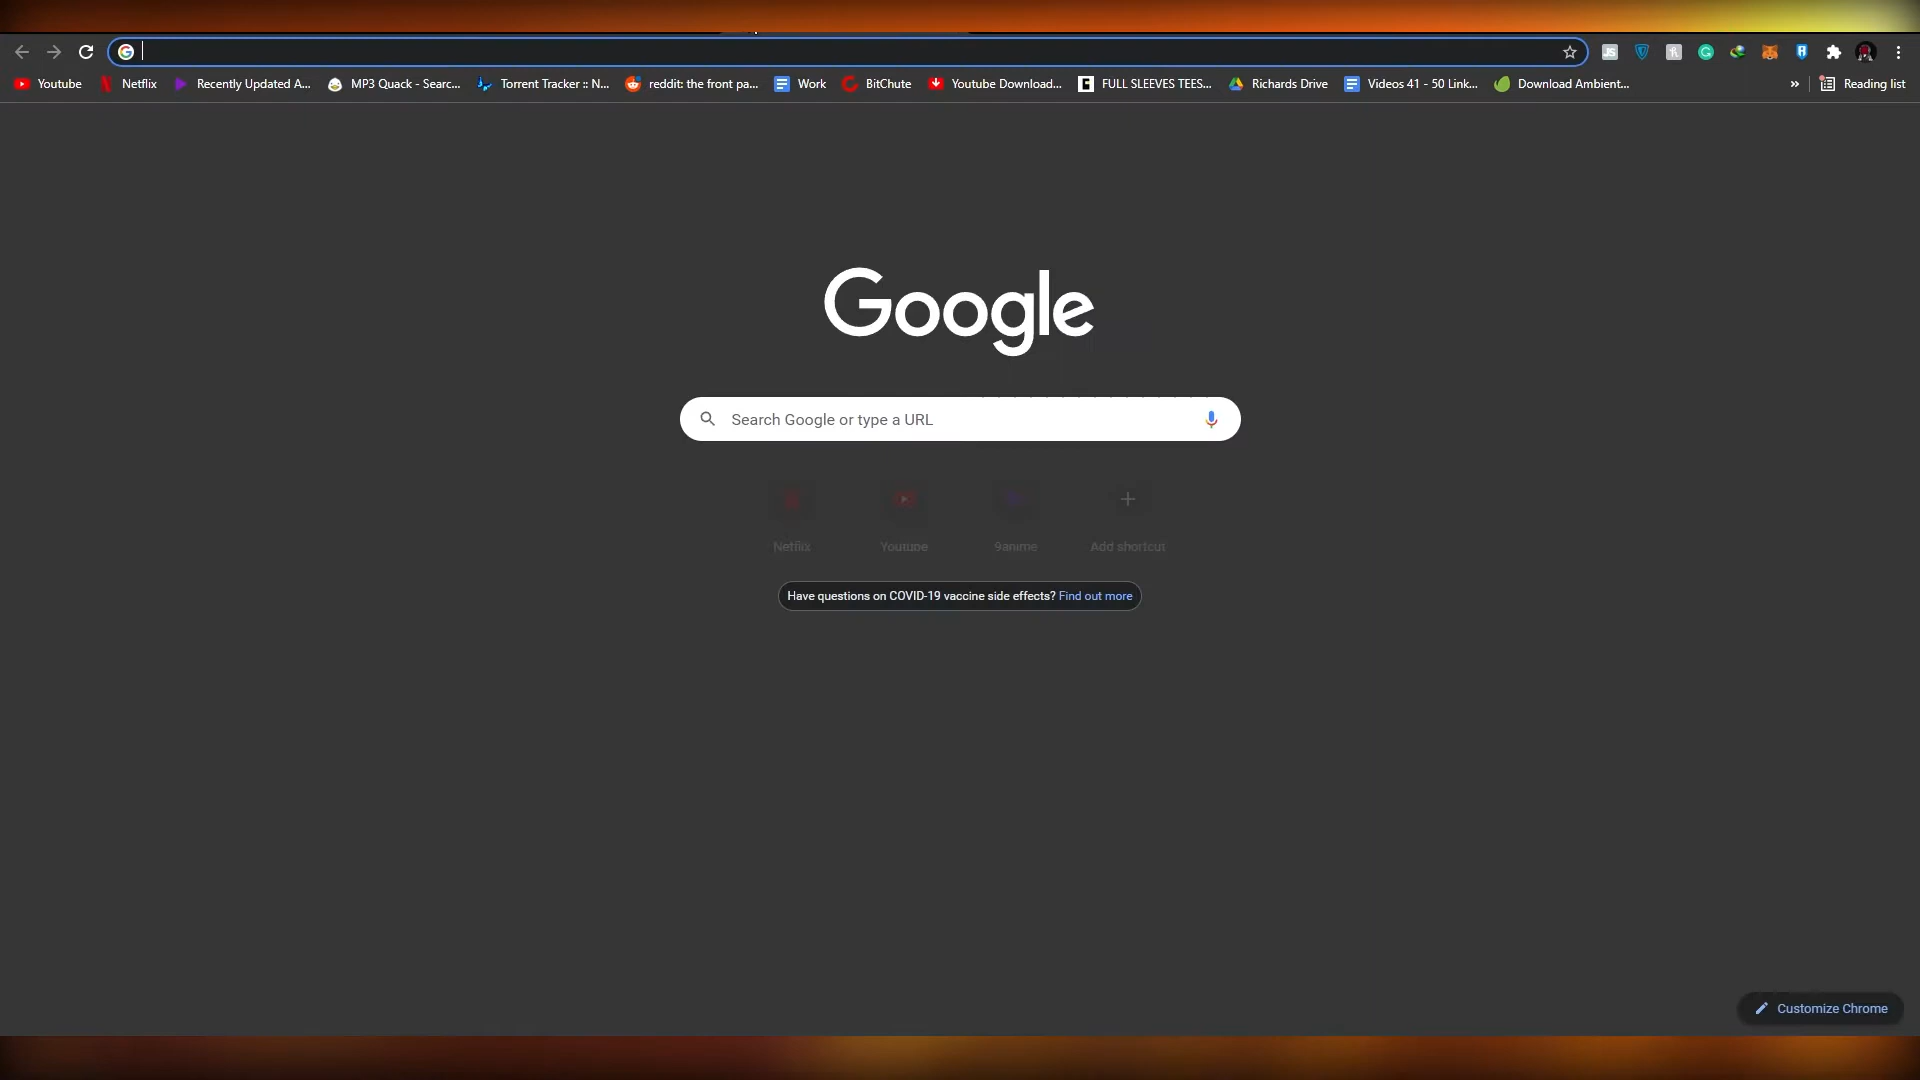 Youtube Netflix Recently Updated A... MP3 Quack - Searc... Torrent Tracker :: N... reddit: the front pa... Work BitChute Youtube Download... FULL SLEEVES TEES... Richards Drive Videos 41 - 50 Link... Download Ambient... » Reading list
Google
Search Google or type a URL
Netflix Youtube 9anime Add shortcut
Have questions on COVID-19 vaccine side effects? Find out more
Customize Chrome